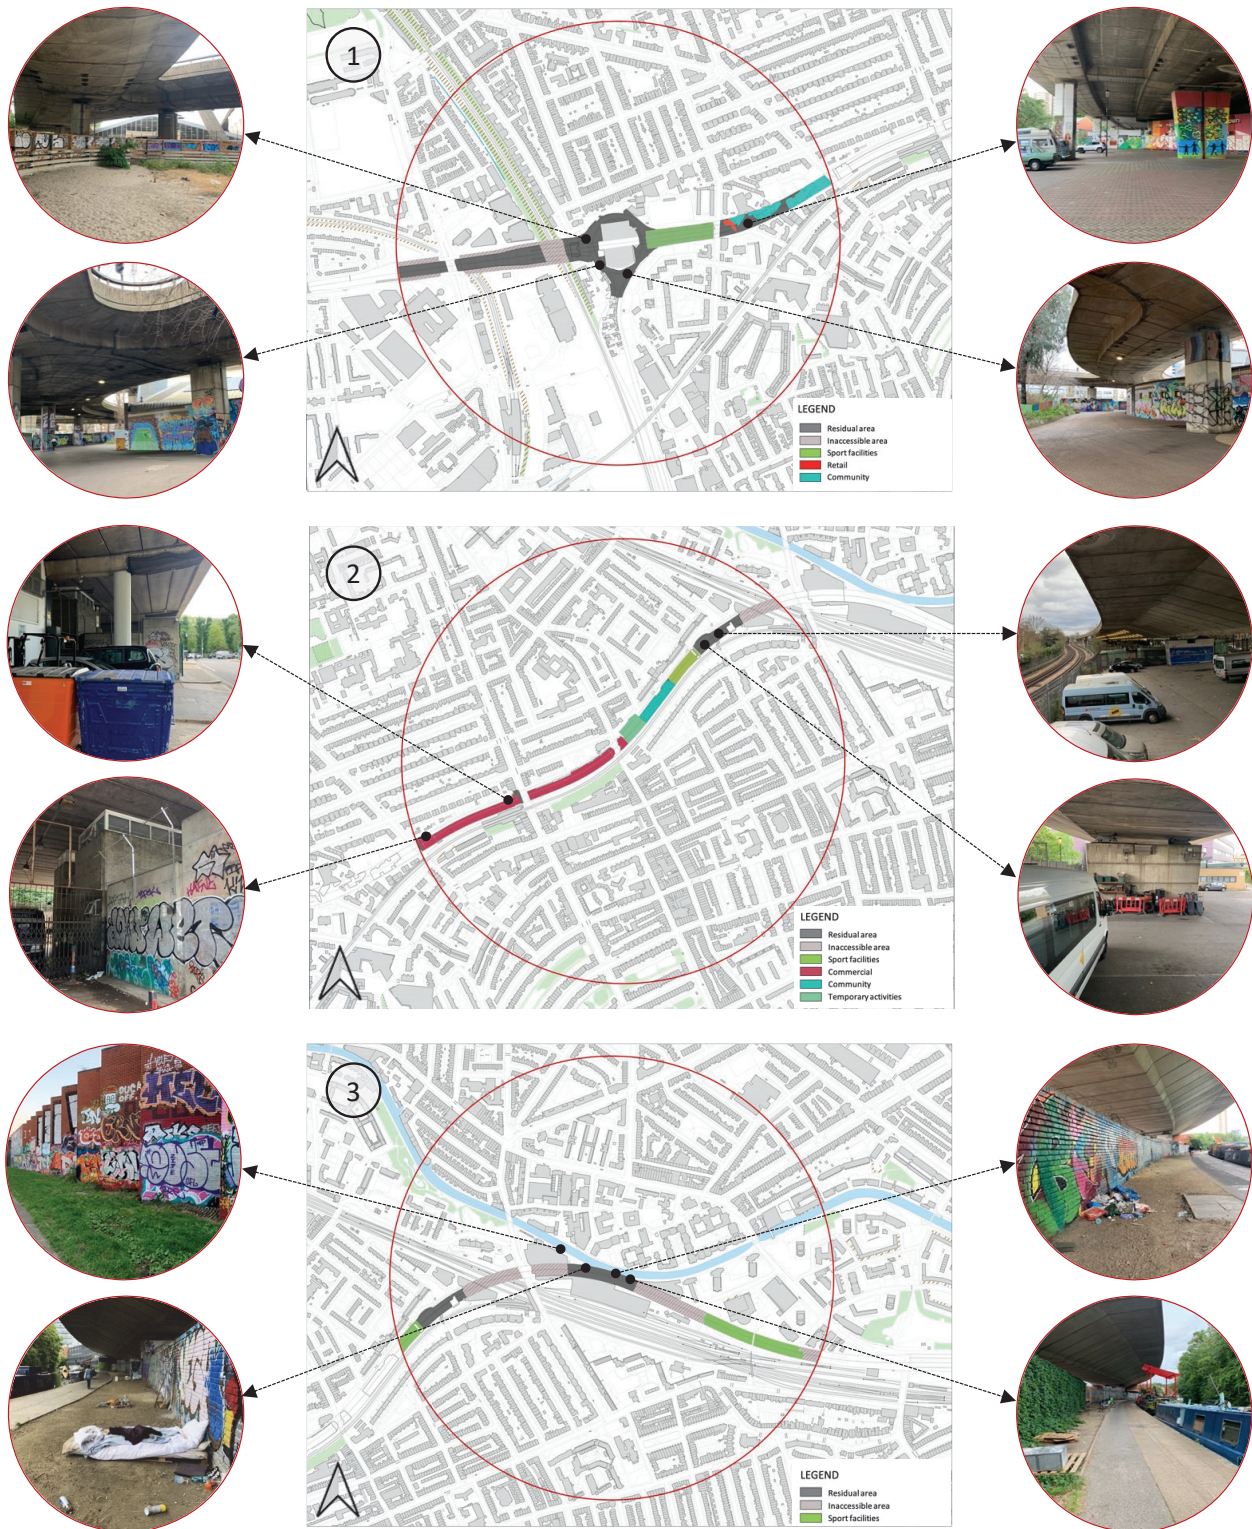 1
LEGEND
Residual area
Inaccessible area
Sport facilities
Retail
Community
2
LEGEND
Residual area
Inaccessible area
Sport facilities
Commercial
Community
Temporary activities
3
LEGEND
Residual area
Inaccessible area
Sport facilities